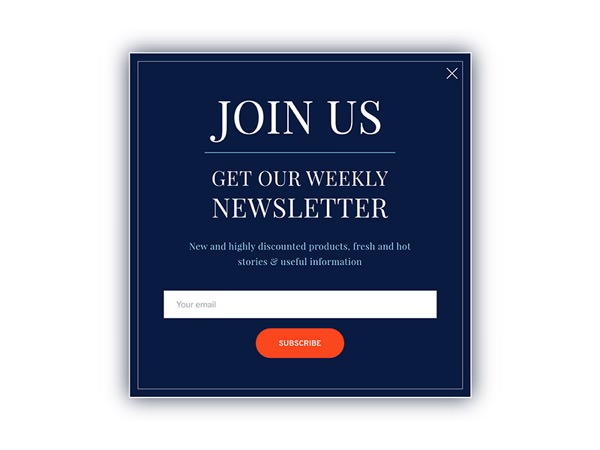 JOIN US
GET OUR WEEKLY
NEWSLETTER
New and highly discounted products, fresh and hot
stories & useful information
Your email
SUBSCRIBE